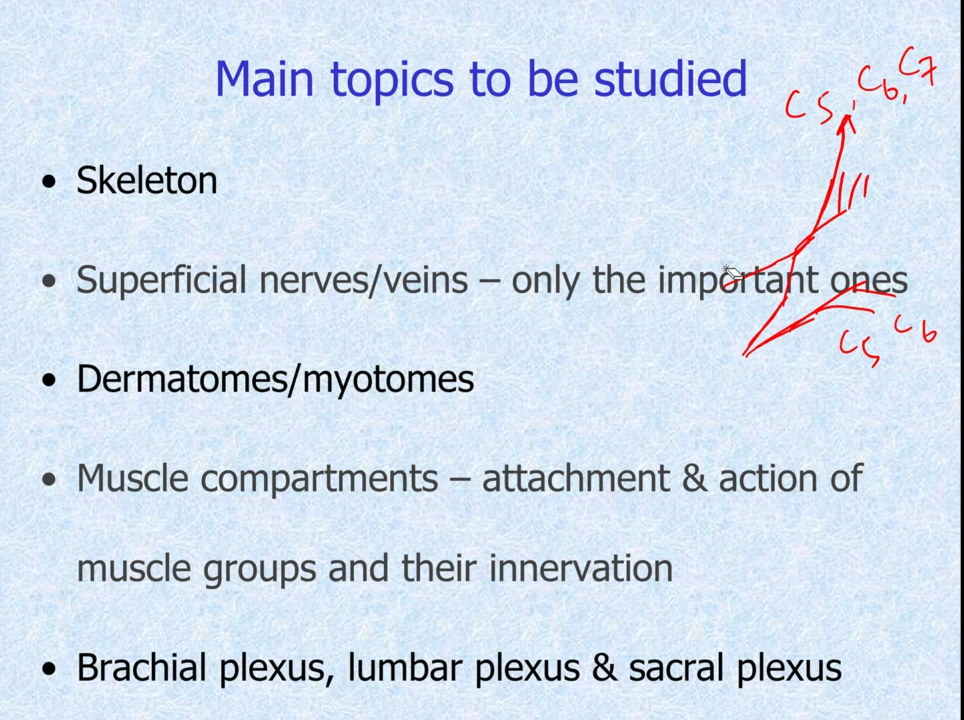 Main topics to be studied
C5, C6, C7
• Skeleton
• Superficial nerves/veins – only the important ones
C5 C6
• Dermatomes/myotomes
• Muscle compartments – attachment & action of
muscle groups and their innervation
• Brachial plexus, lumbar plexus & sacral plexus